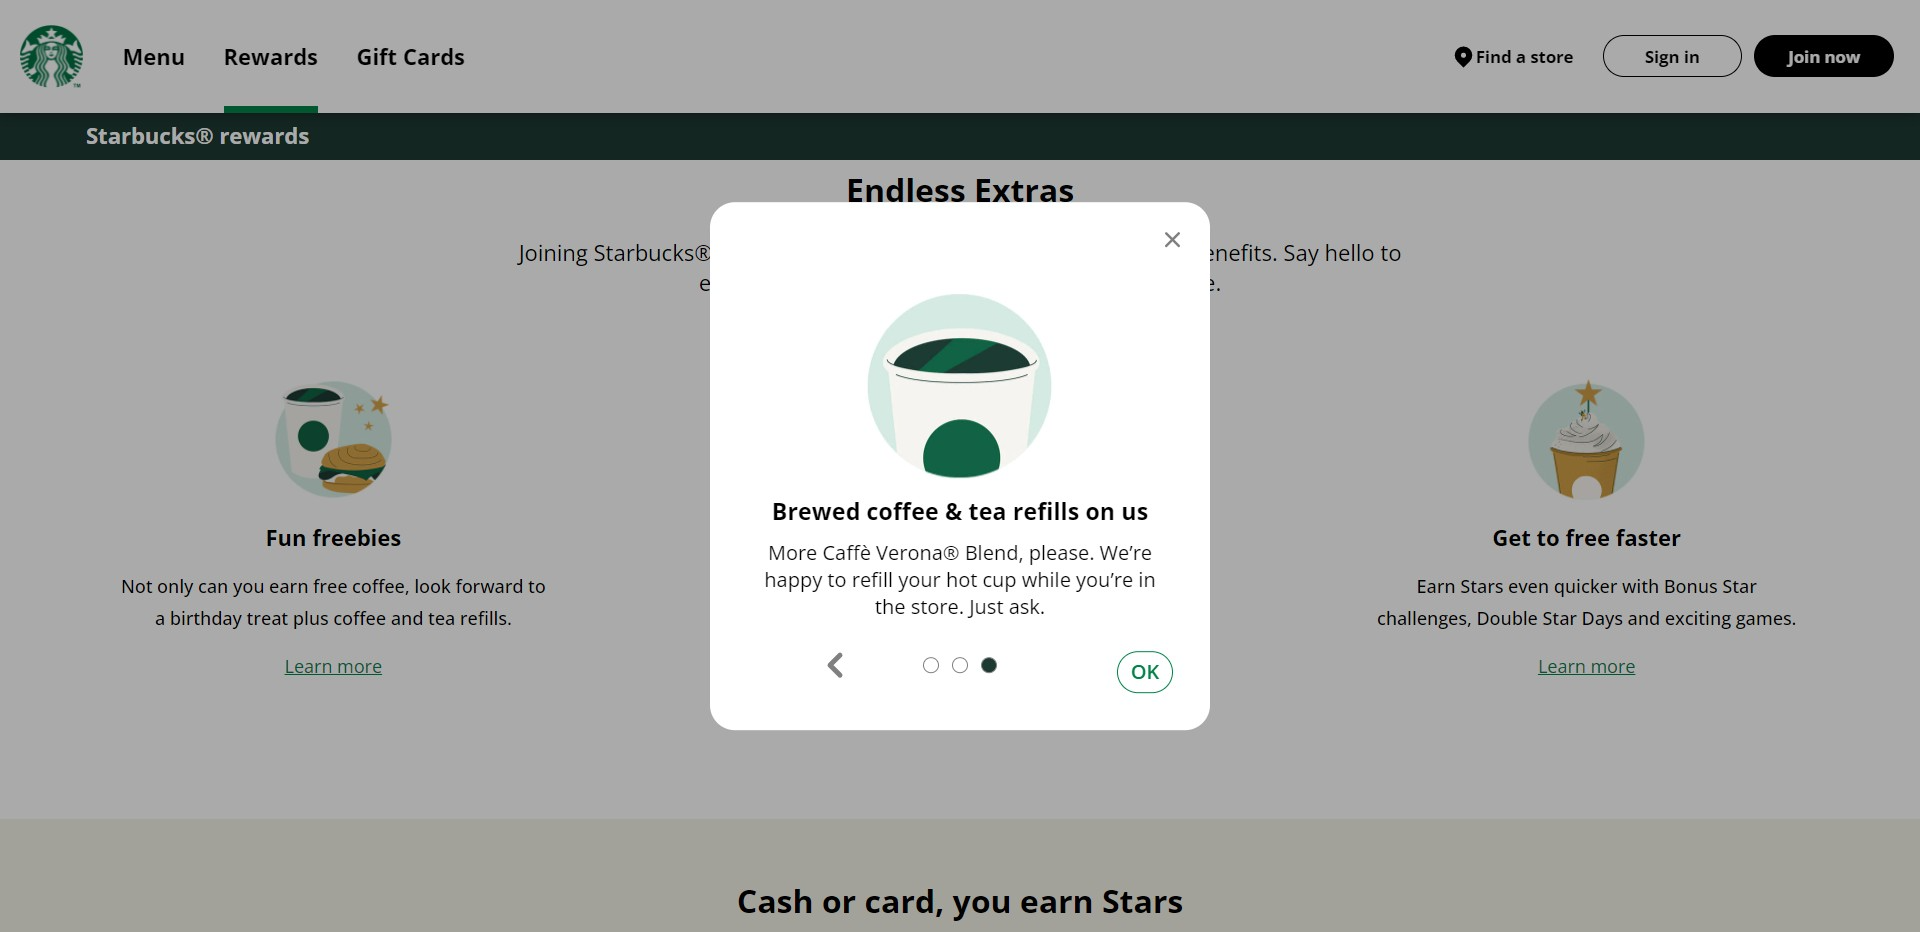 Menu
Rewards
Gift Cards
Find a store
Sign in
Join now
Starbucks® rewards
Endless Extras
Joining Starbucks®
enefits. Say hello to
e
e.
Brewed coffee & tea refills on us
More Caffè Verona® Blend, please. We’re
happy to refill your hot cup while you’re in
the store. Just ask.
OK
Fun freebies
Not only can you earn free coffee, look forward to
a birthday treat plus coffee and tea refills.
Learn more
Get to free faster
Earn Stars even quicker with Bonus Star
challenges, Double Star Days and exciting games.
Learn more
Cash or card, you earn Stars